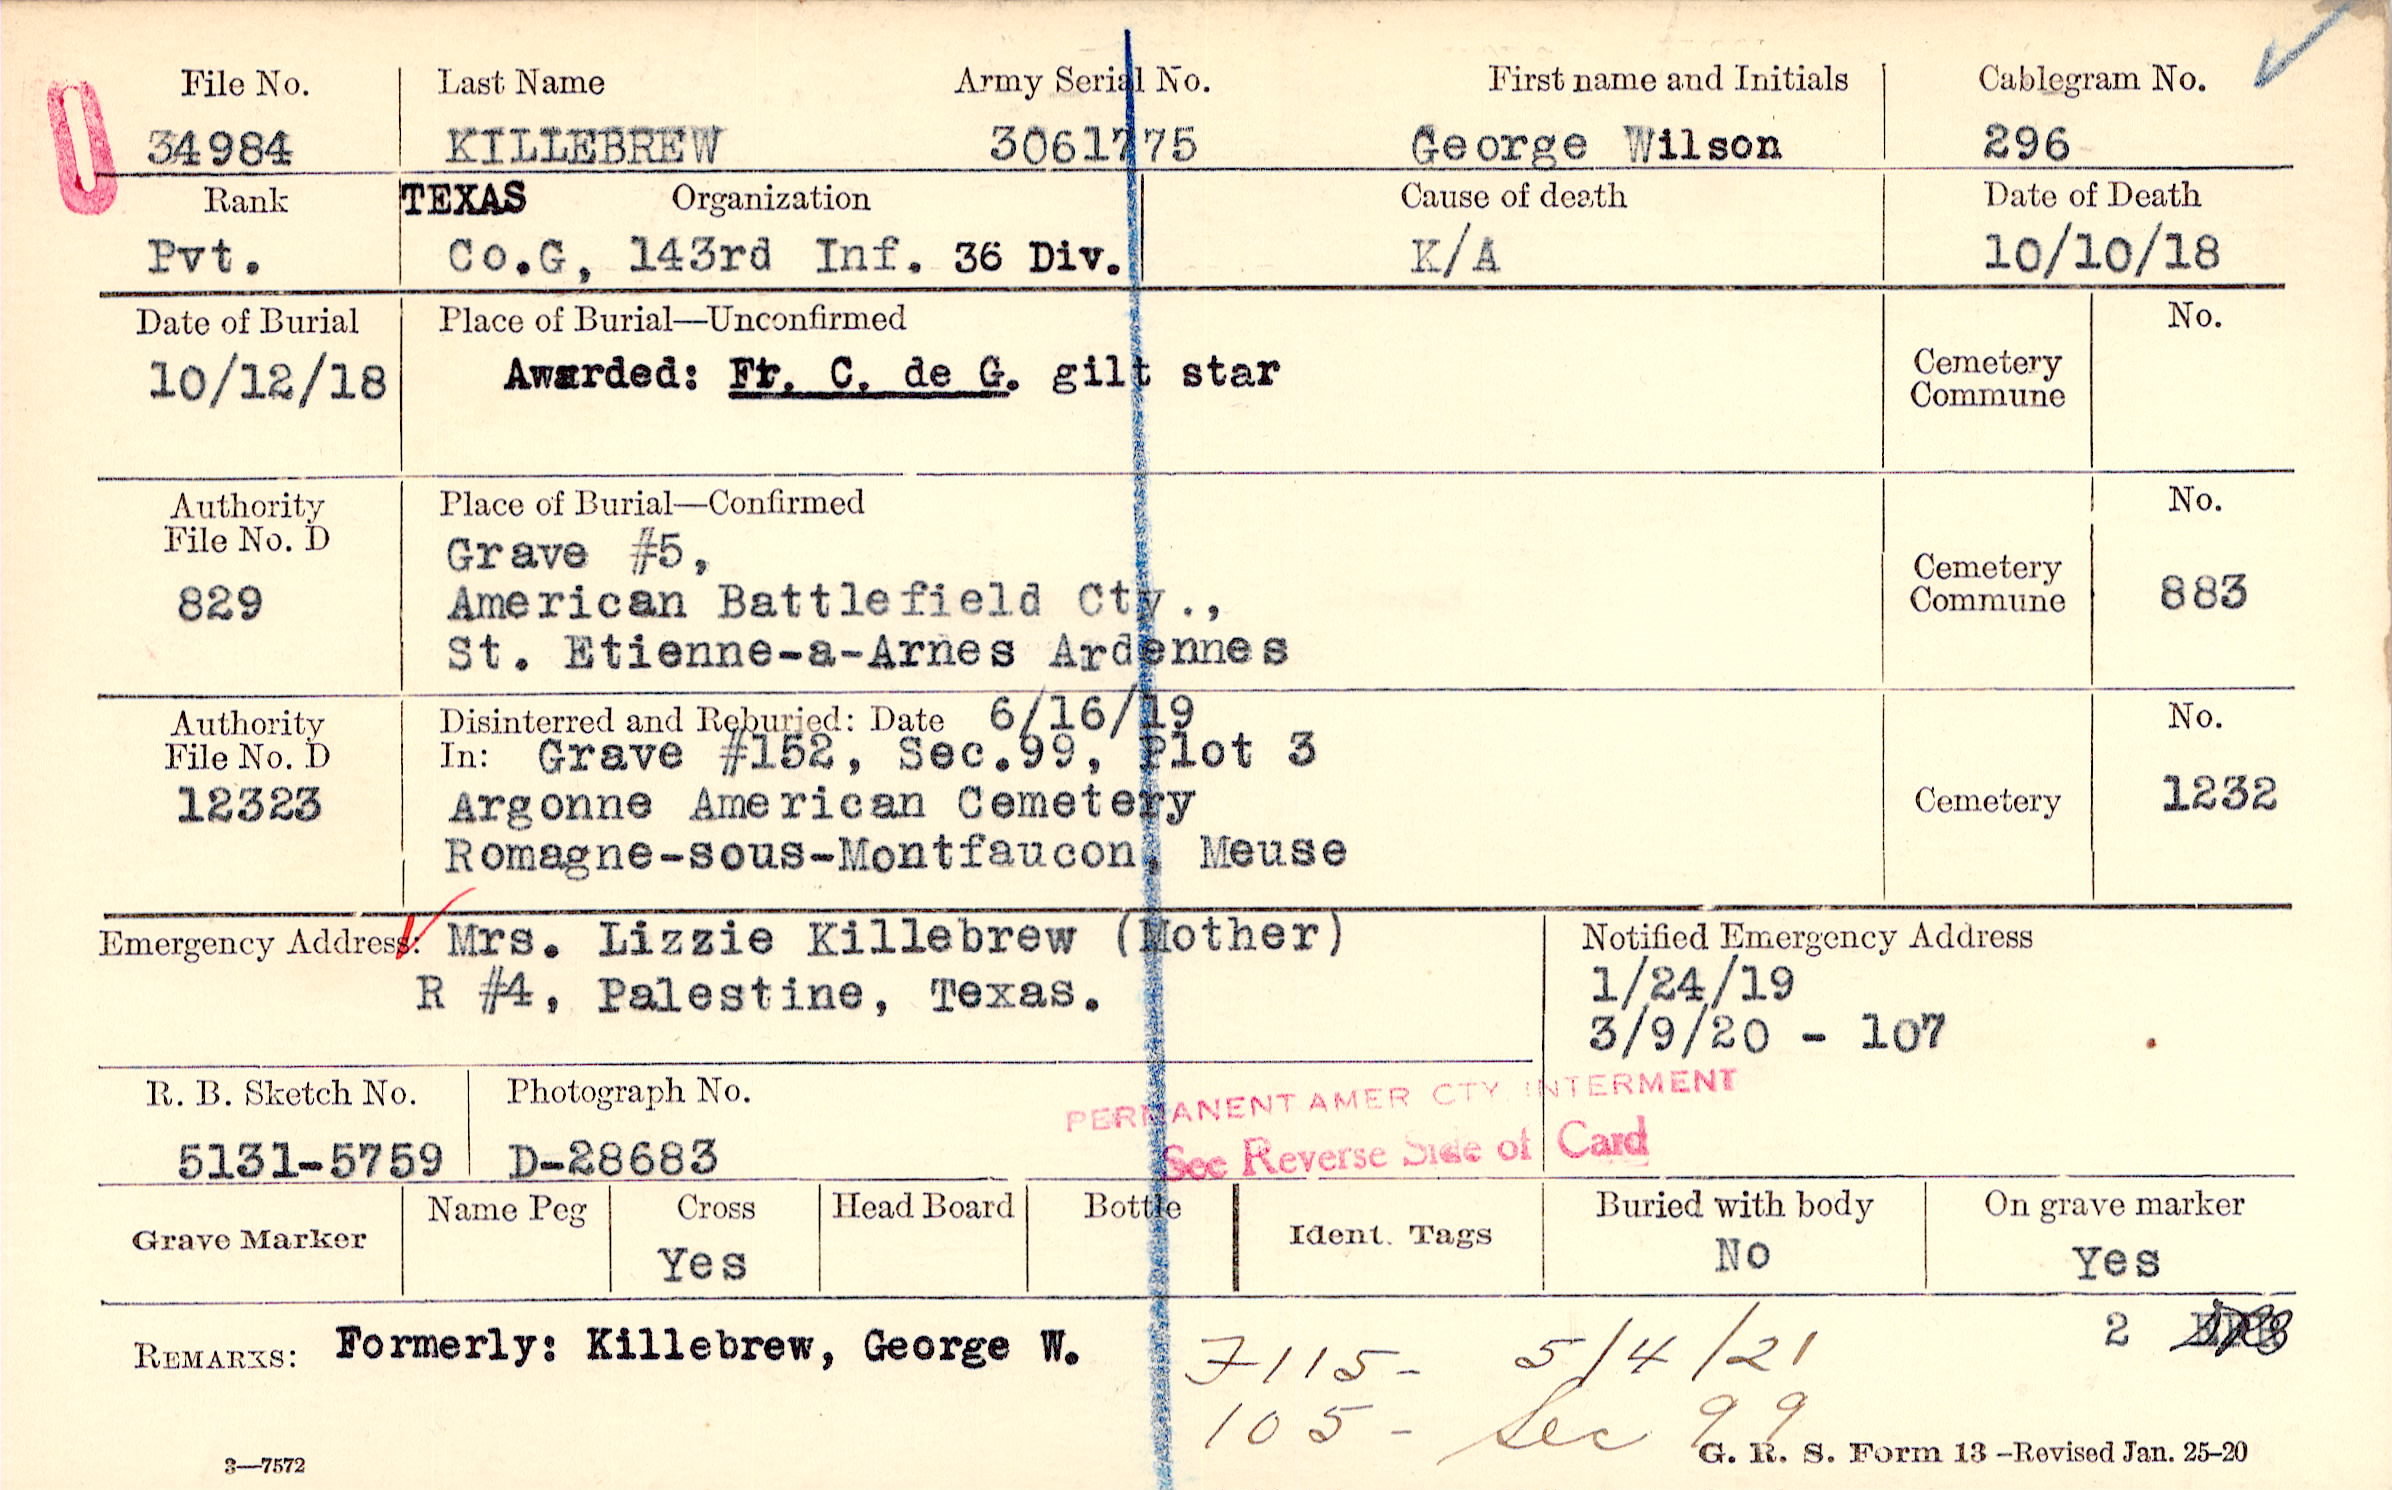 File No. Last Name Army Serial No. First name and Initials Cablegram No.
34984 KILLEBREW 3061775 George Wilson 296
Rank TEXAS Organization Cause of death Date of Death
Pvt. Co.G, 143rd Inf. 36 Div. K/A 10/10/18
Date of Burial Place of Burial—Unconfirmed No.
10/12/18 Awarded: Fr. C. de G. gilt star Cemetery
Commune
Authority Place of Burial—Confirmed No.
File No. D Grave #5,
829 American Battlefield Cty., Cemetery
Commune 883
St. Etienne-a-Arnes Ardennes
Authority Disinterred and Reburied: Date 6/16/19 No.
File No. D In: Grave #152, Sec.99, Plot 3
12323 Argonne American Cemetery Cemetery 1232
Romagne-sous-Montfaucon, Meuse
Emergency Address: Mrs. Lizzie Killebrew (Mother) Notified Emergency Address
R #4, Palestine, Texas. 1/24/19
3/9/20 - 107
R. B. Sketch No. Photograph No. PERMANENT AMER CTY INTERMENT
5131-5759 D-28683 See Reverse Side of Card
Grave Marker Name Peg Cross Head Board Bottle Ident. Tags Buried with body On grave marker
Yes No Yes
2
REMARKS: Formerly: Killebrew, George W. 7115- 5/4/21
105- Sec 99
3—7572 G. R. S. Form 13 -Revised Jan. 25-20